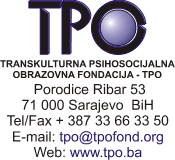 TPO
TRANSKULTURNA PSIHOSOCIJALNA
OBRAZOVNA FONDACIJA - TPO
Porodice Ribar 53
71 000 Sarajevo BiH
Tel/Fax + 387 33 66 33 50
E-mail: tpo@tpofond.org
Web: www.tpo.ba